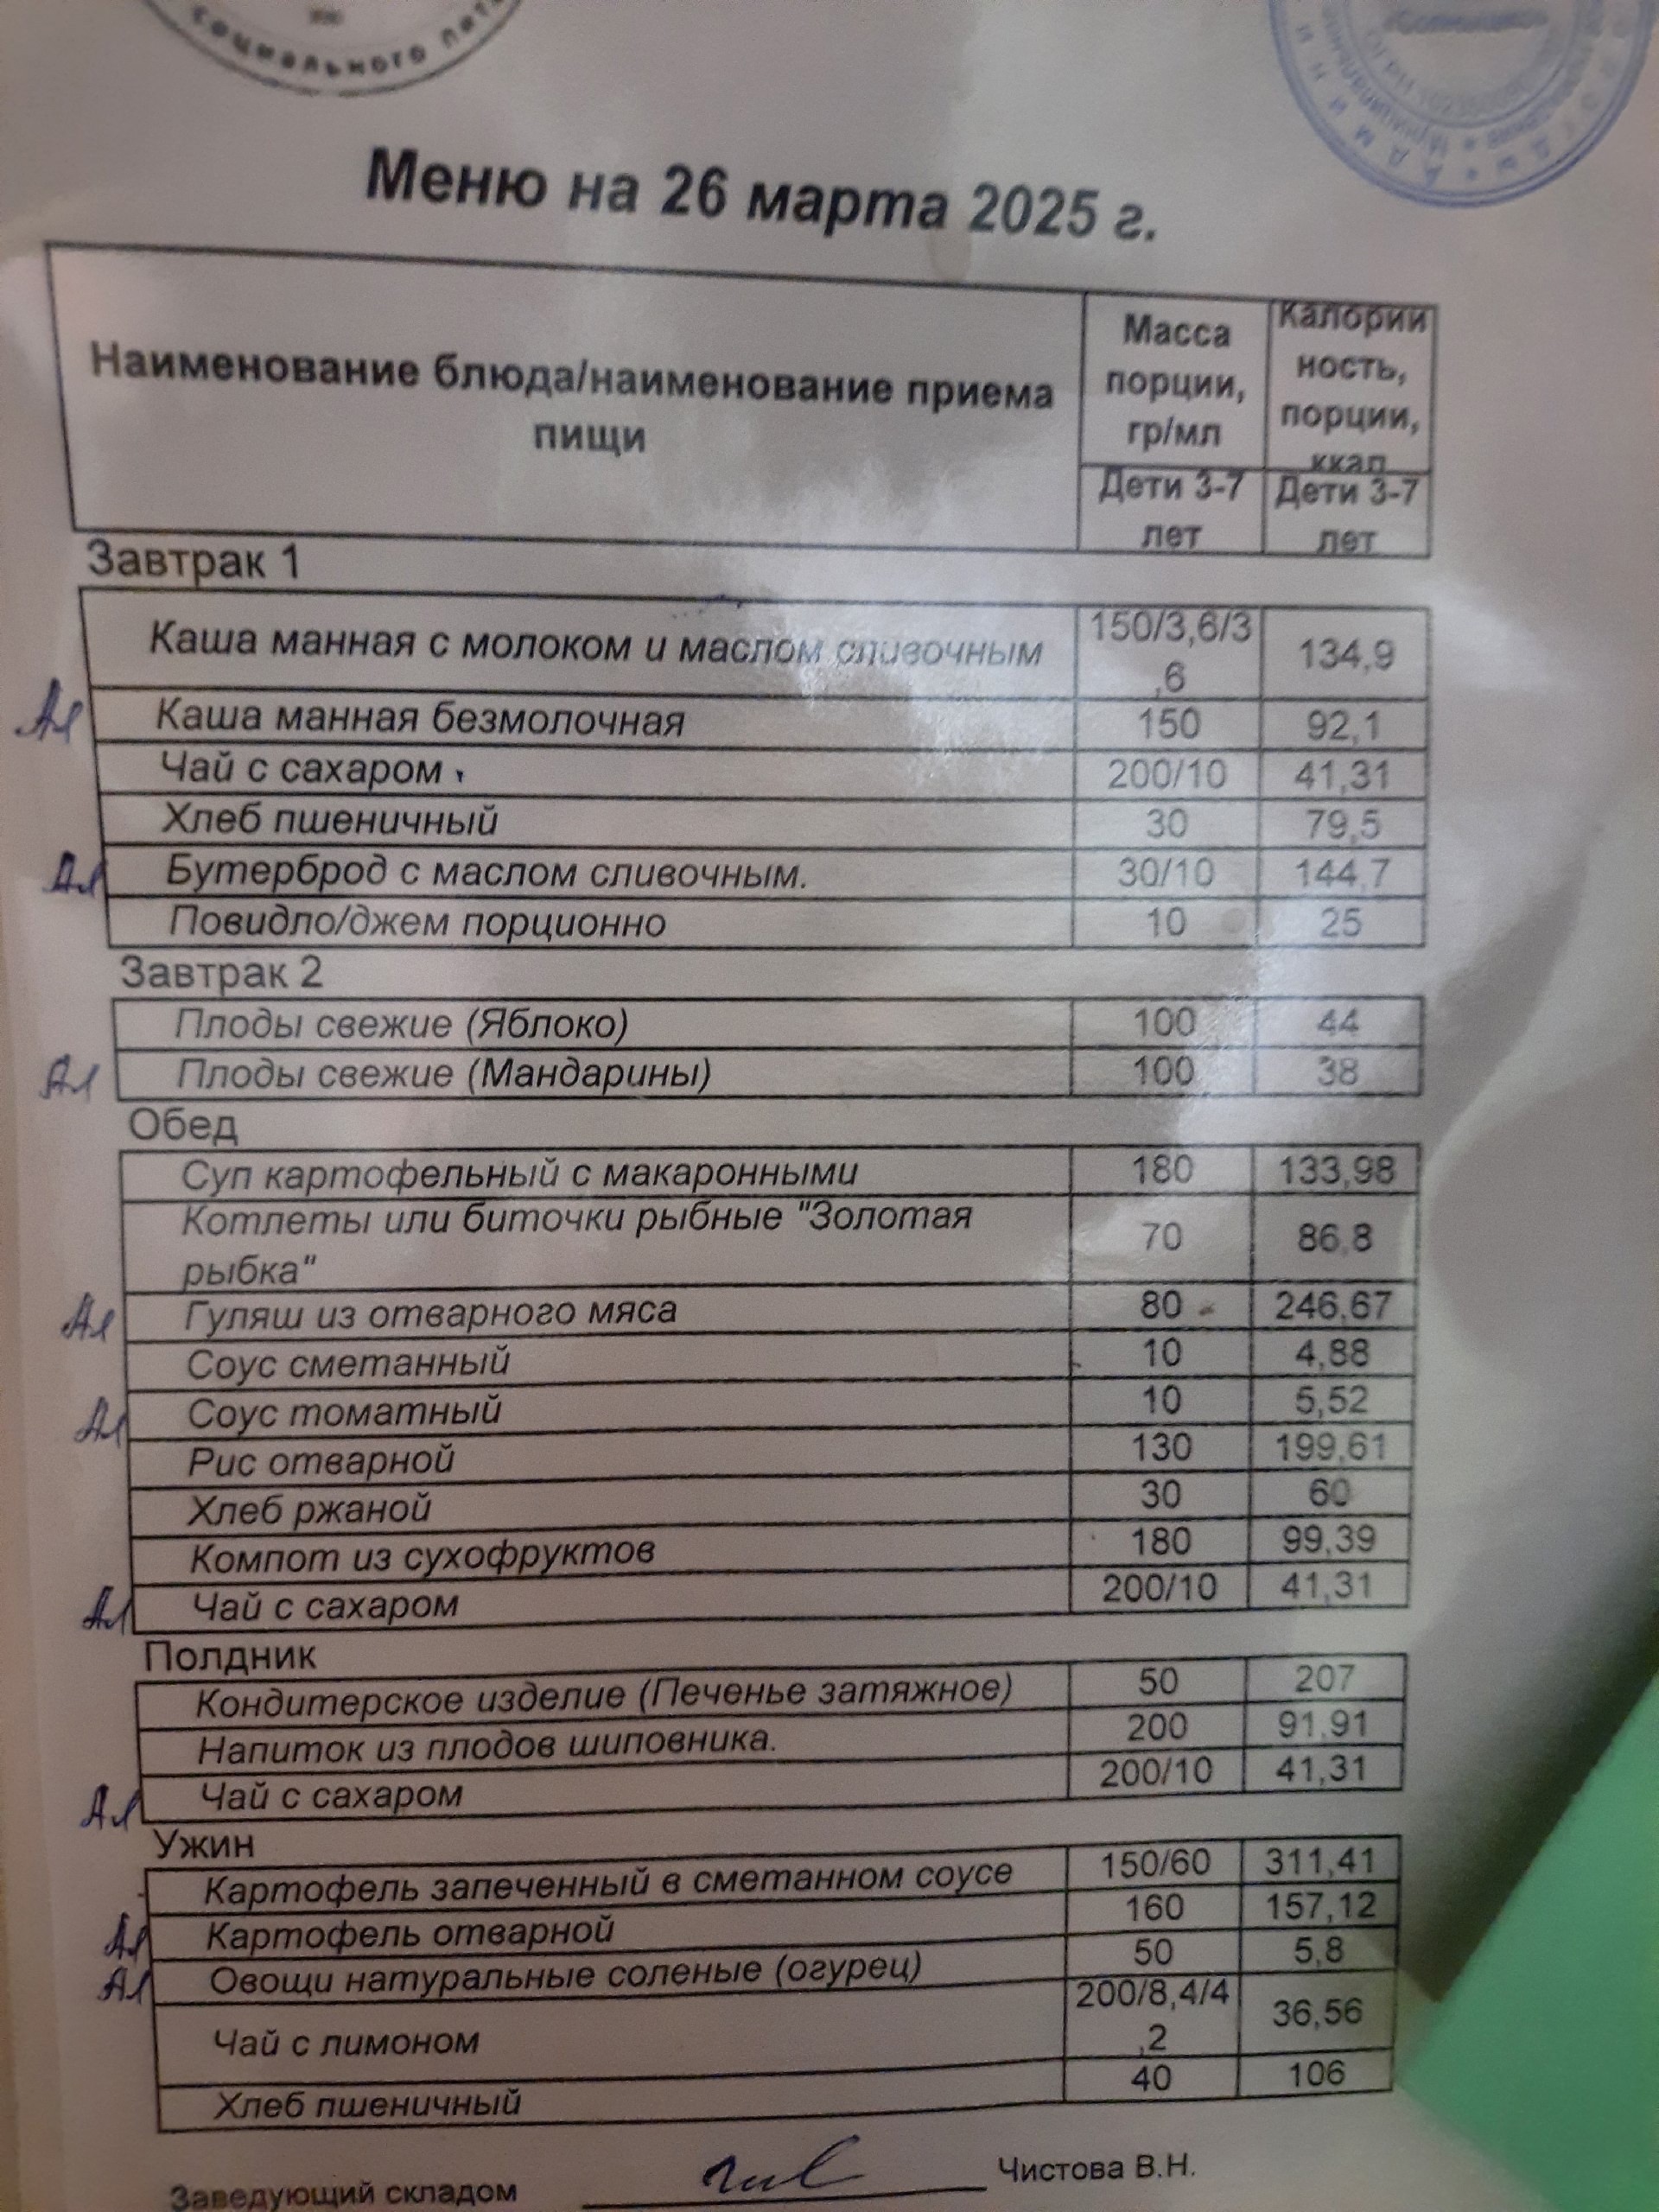 социального
Меню на 26 марта 2025 г.
Наименование блюда/наименование приема
пищи
Масса
порции,
гр/мл
Калорий
ность,
порции,
ккал
Дети 3-7
лет
Дети 3-7
лет
Завтрак 1
Каша манная с молоком и маслом сливочным 150/3,6/3,6 134,9
Ал Каша манная безмолочная 150 92,1
Чай с сахаром 200/10 41,31
Хлеб пшеничный 30 79,5
Ал Бутерброд с маслом сливочным. 30/10 144,7
Повидло/джем порционно 10 25
Завтрак 2
Плоды свежие (Яблоко) 100 44
Ал Плоды свежие (Мандарины) 100 38
Обед
Суп картофельный с макаронными 180 133,98
Котлеты или биточки рыбные "Золотая
рыбка" 70 86,8
Ал Гуляш из отварного мяса 80 246,67
Соус сметанный 10 4,88
Ал Соус томатный 10 5,52
Рис отварной 130 199,61
Хлеб ржаной 30 60
Компот из сухофруктов 180 99,39
Ал Чай с сахаром 200/10 41,31
Полдник
Кондитерское изделие (Печенье затяжное) 50 207
Напиток из плодов шиповника. 200 91,91
Ал Чай с сахаром 200/10 41,31
Ужин
Картофель запеченный в сметанном соусе 150/60 311,41
Ал Картофель отварной 160 157,12
Ал Овощи натуральные соленые (огурец) 50 5,8
Чай с лимоном 200/8,4/4,2 36,56
Хлеб пшеничный 40 106
Заведующий складом Чистова В.Н.